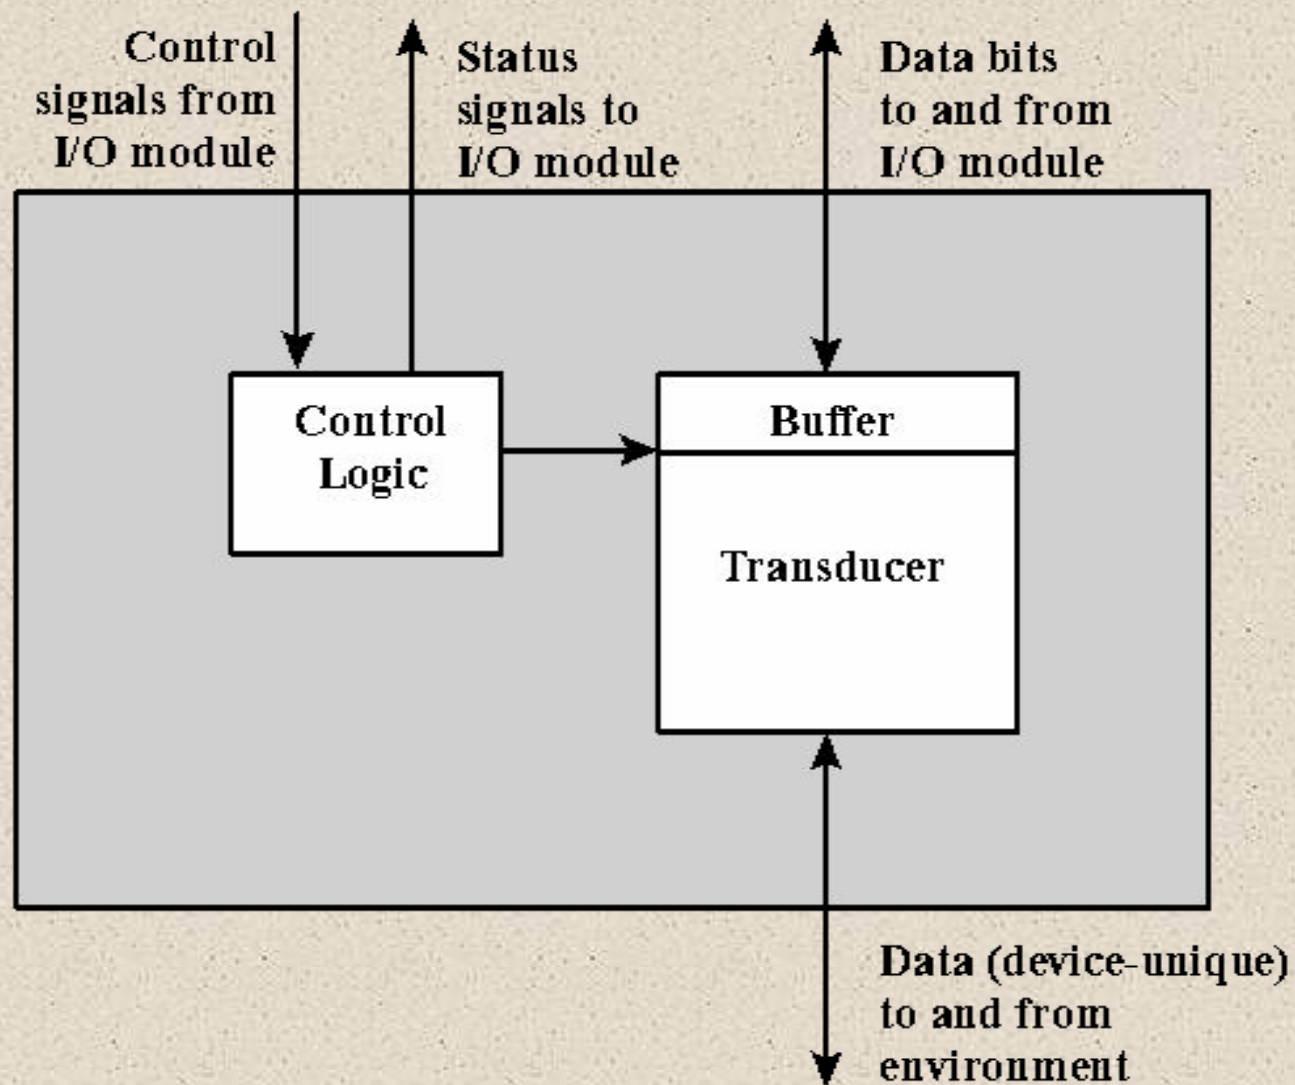 Control
signals from
I/O module
Status
signals to
I/O module
Data bits
to and from
I/O module
Control
Logic
Buffer
Transducer
Data (device-unique)
to and from
environment